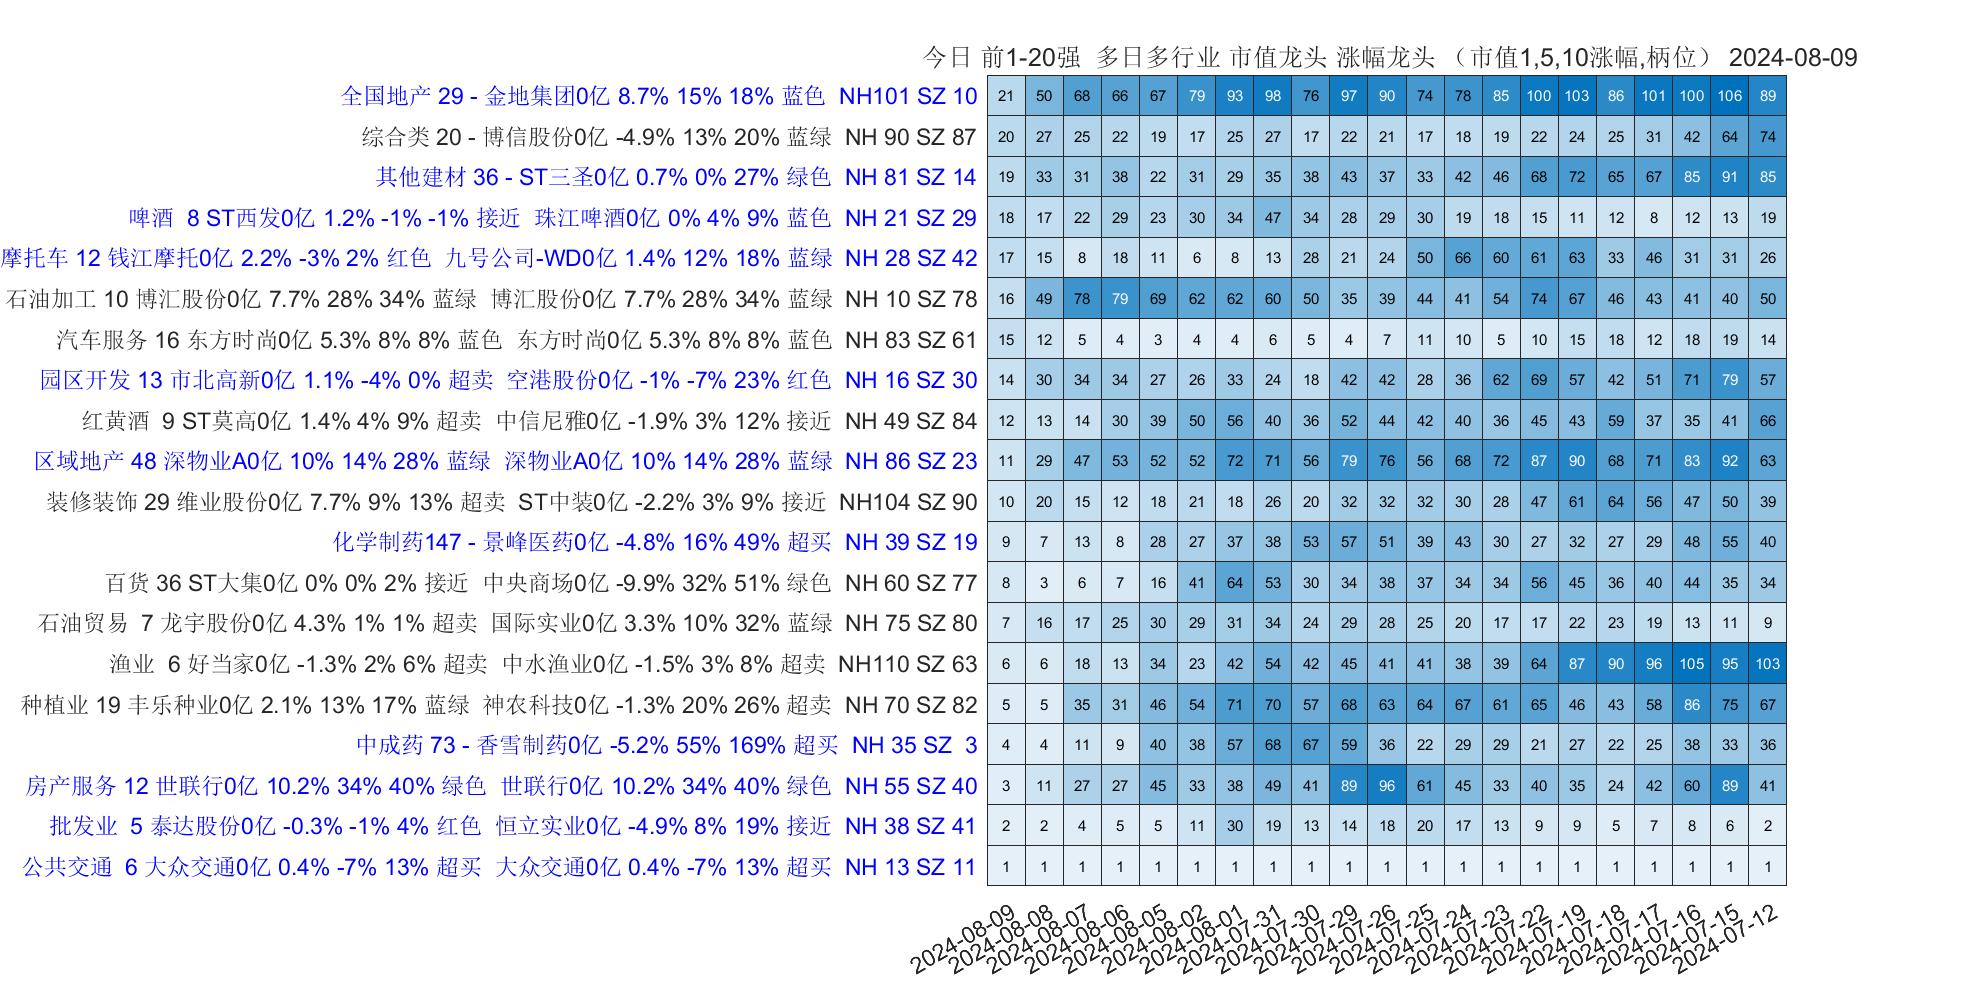 今日 前1-20强 多日多行业 市值龙头 涨幅龙头 （市值1,5,10涨幅,柄位） 2024-08-09
全国地产 29 - 金地集团0亿 8.7% 15% 18% 蓝色 NH101 SZ 10 21 50 68 66 67 79 93 98 76 97 90 74 78 85 100 103 86 101 100 106 89
综合类 20 - 博信股份0亿 -4.9% 13% 20% 蓝绿 NH 90 SZ 87 20 27 25 22 19 17 25 27 17 22 21 17 18 19 22 24 25 31 42 64 74
其他建材 36 - ST三圣0亿 0.7% 0% 27% 绿色 NH 81 SZ 14 19 33 31 38 22 31 29 35 38 43 37 33 42 46 68 72 65 67 85 91 85
啤酒 8 ST西发0亿 1.2% -1% -1% 接近 珠江啤酒0亿 0% 4% 9% 蓝色 NH 21 SZ 29 18 17 22 29 23 30 34 47 34 28 29 30 19 18 15 11 12 8 12 13 19
摩托车 12 钱江摩托0亿 2.2% -3% 2% 红色 九号公司-WD0亿 1.4% 12% 18% 蓝绿 NH 28 SZ 42 17 15 8 18 11 6 8 13 28 21 24 50 66 60 61 63 33 46 31 31 26
石油加工 10 博汇股份0亿 7.7% 28% 34% 蓝绿 博汇股份0亿 7.7% 28% 34% 蓝绿 NH 10 SZ 78 16 49 78 79 69 62 62 60 50 35 39 44 41 54 74 67 46 43 41 40 50
汽车服务 16 东方时尚0亿 5.3% 8% 8% 蓝色 东方时尚0亿 5.3% 8% 8% 蓝色 NH 83 SZ 61 15 12 5 4 3 4 4 6 5 4 7 11 10 5 10 15 18 12 18 19 14
园区开发 13 市北高新0亿 1.1% -4% 0% 超卖 空港股份0亿 -1% -7% 23% 红色 NH 16 SZ 30 14 30 34 34 27 26 33 24 18 42 42 28 36 62 69 57 42 51 71 79 57
红黄酒 9 ST莫高0亿 1.4% 4% 9% 超卖 中信尼雅0亿 -1.9% 3% 12% 接近 NH 49 SZ 84 12 13 14 30 39 50 56 40 36 52 44 42 40 36 45 43 59 37 35 41 66
区域地产 48 深物业A0亿 10% 14% 28% 蓝绿 深物业A0亿 10% 14% 28% 蓝绿 NH 86 SZ 23 11 29 47 53 52 52 72 71 56 79 76 56 68 72 87 90 68 71 83 92 63
装修装饰 29 维业股份0亿 7.7% 9% 13% 超卖 ST中装0亿 -2.2% 3% 9% 接近 NH104 SZ 90 10 20 15 12 18 21 18 26 20 32 32 32 30 28 47 61 64 56 47 50 39
化学制药147 - 景峰医药0亿 -4.8% 16% 49% 超买 NH 39 SZ 19 9 7 13 8 28 27 37 38 53 57 51 39 43 30 27 32 27 29 48 55 40
百货 36 ST大集0亿 0% 0% 2% 接近 中央商场0亿 -9.9% 32% 51% 绿色 NH 60 SZ 77 8 3 6 7 16 41 64 53 30 34 38 37 34 34 56 45 36 40 44 35 34
石油贸易 7 龙宇股份0亿 4.3% 1% 1% 超卖 国际实业0亿 3.3% 10% 32% 蓝绿 NH 75 SZ 80 7 16 17 25 30 29 31 34 24 29 28 25 20 17 17 22 23 19 13 11 9
渔业 6 好当家0亿 -1.3% 2% 6% 超卖 中水渔业0亿 -1.5% 3% 8% 超卖 NH110 SZ 63 6 6 18 13 34 23 42 54 42 45 41 41 38 39 64 87 90 96 105 95 103
种植业 19 丰乐种业0亿 2.1% 13% 17% 蓝绿 神农科技0亿 -1.3% 20% 26% 超卖 NH 70 SZ 82 5 5 35 31 46 54 71 70 57 68 63 64 67 61 65 46 43 58 86 75 67
中成药 73 - 香雪制药0亿 -5.2% 55% 169% 超买 NH 35 SZ 3 4 4 11 9 40 38 57 68 67 59 36 22 29 29 21 27 22 25 38 33 36
房产服务 12 世联行0亿 10.2% 34% 40% 绿色 世联行0亿 10.2% 34% 40% 绿色 NH 55 SZ 40 3 11 27 27 45 33 38 49 41 89 96 61 45 33 40 35 24 42 60 89 41
批发业 5 泰达股份0亿 -0.3% -1% 4% 红色 恒立实业0亿 -4.9% 8% 19% 接近 NH 38 SZ 41 2 2 4 5 5 11 30 19 13 14 18 20 17 13 9 9 5 7 8 6 2
公共交通 6 大众交通0亿 0.4% -7% 13% 超买 大众交通0亿 0.4% -7% 13% 超买 NH 13 SZ 11 1 1 1 1 1 1 1 1 1 1 1 1 1 1 1 1 1 1 1 1 1
2024-08-09 2024-08-08 2024-08-07 2024-08-06 2024-08-05 2024-08-02 2024-08-01 2024-07-31 2024-07-30 2024-07-29 2024-07-26 2024-07-25 2024-07-24 2024-07-23 2024-07-22 2024-07-19 2024-07-18 2024-07-17 2024-07-16 2024-07-15 2024-07-12